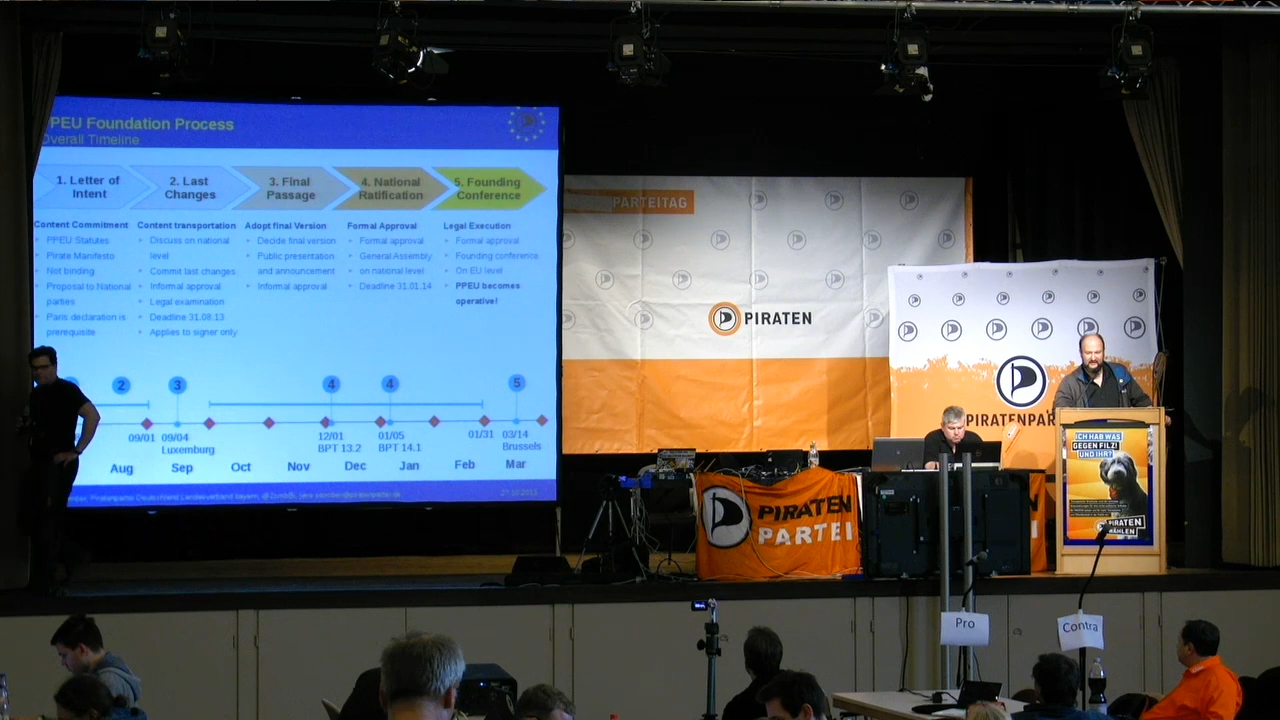 PPEU Foundation Process
Overall Timeline
1. Letter of
Intent
2. Last
Changes
3. Final
Passage
4. National
Ratification
5. Founding
Conference
Content Commitment
PPEU Statutes
Pirate Manifesto
Not binding
Proposal to National
parties
Paris declaration is
prerequisite
Content transportation
Discuss on national
level
Commit last changes
Informal approval
Legal examination
Deadline 31.08.13
Applies to signer only
Adopt final Version
Decide final version
Public presentation
and announcement
Informal approval
Formal Approval
Formal approval
General Assembly
on national level
Deadline 31.01.14
Legal Execution
Formal approval
Founding conference
On EU level
PPEU becomes
operative!
2 3 4 4 5
09/01 09/04 12/01 01/05 01/31 03/14
Luxemburg BPT 13.2 BPT 14.1 Brussels
Aug Sep Oct Nov Dec Jan Feb Mar
27.10.2013
PARTEITAG
PIRATEN
PIRATENPAR
PIRATEN
PARTEI
ICH HAB WAS
GEGEN FILZ!
UND IHR?
PIRATEN
WÄHLEN
Pro
Contra